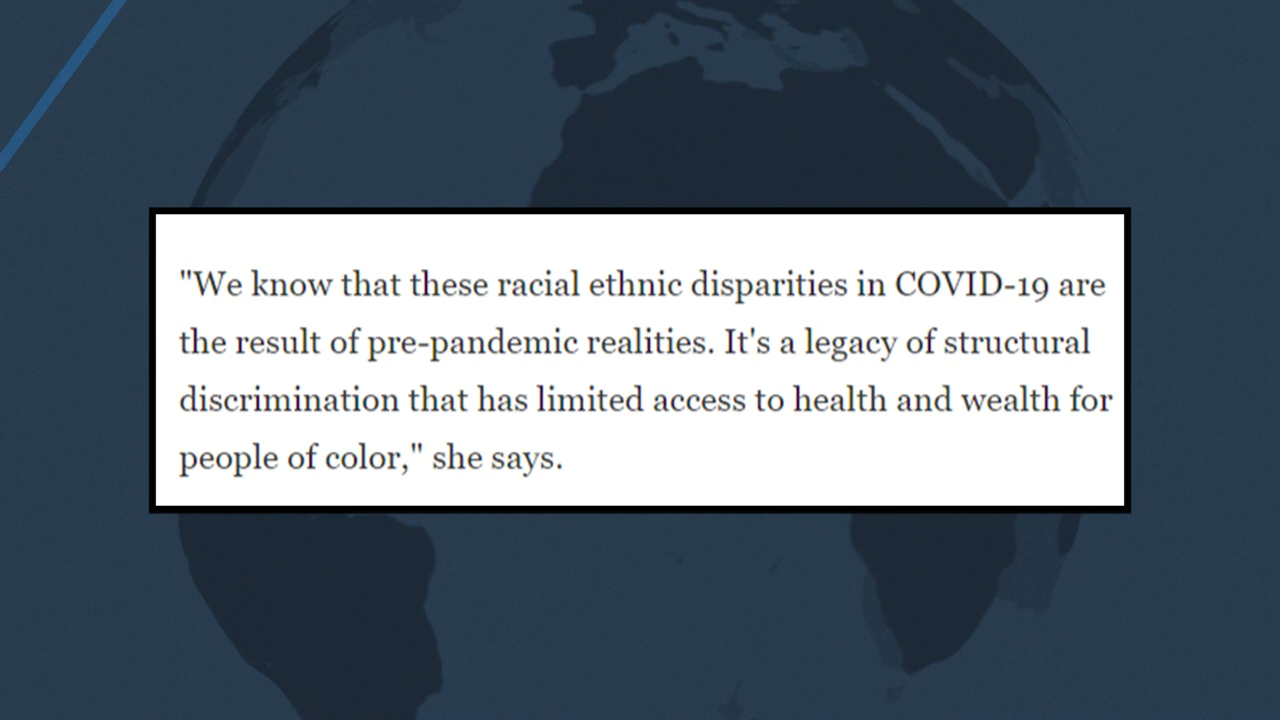 "We know that these racial ethnic disparities in COVID-19 are
the result of pre-pandemic realities. It's a legacy of structural
discrimination that has limited access to health and wealth for
people of color," she says.